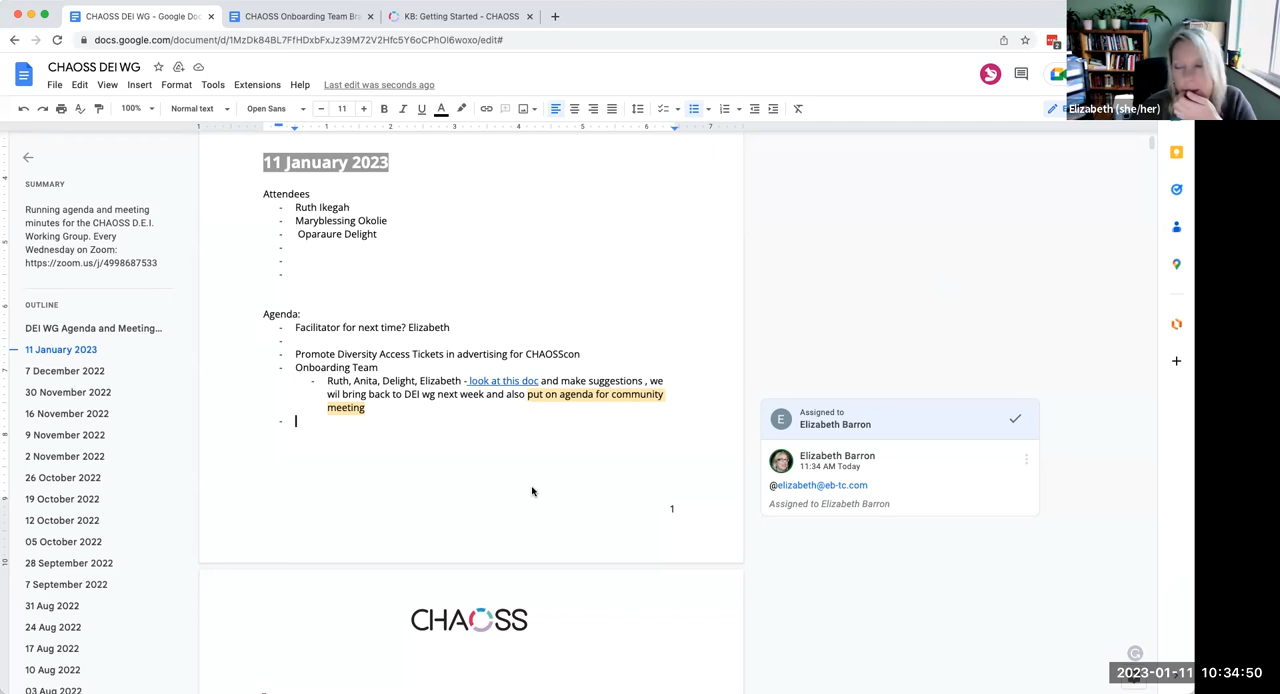 CHAOSS DEI WG - Google Doc
CHAOSS Onboarding Team Bra
KB: Getting Started - CHAOSS
docs.google.com/document/d/1MzDk84BL7FfHDxbFxJz39M72V2Hfc5Y6oDPhOl6woxo/edit#
2
CHAOSS DEI WG
File Edit View Insert Format Tools Extensions Help Last edit was seconds ago
100% Normal text Open Sans 11
Elizabeth (she/her)
SUMMARY
Running agenda and meeting
minutes for the CHAOSS D.E.I.
Working Group. Every
Wednesday on Zoom:
https://zoom.us/j/4998687533
OUTLINE
DEI WG Agenda and Meeting...
11 January 2023
7 December 2022
30 November 2022
16 November 2022
9 November 2022
2 November 2022
26 October 2022
19 October 2022
12 October 2022
05 October 2022
28 September 2022
7 September 2022
31 Aug 2022
24 Aug 2022
17 Aug 2022
10 Aug 2022
03 Aug 2022
11 January 2023
Attendees
- Ruth Ikegah
- Maryblessing Okolie
- Oparaure Delight
-
-
-
Agenda:
- Facilitator for next time? Elizabeth
-
- Promote Diversity Access Tickets in advertising for CHAOSScon
- Onboarding Team
- Ruth, Anita, Delight, Elizabeth - look at this doc and make suggestions , we
wil bring back to DEI wg next week and also put on agenda for community
meeting
-
1
CHAOSS
E
Assigned to
Elizabeth Barron
Elizabeth Barron
11:34 AM Today
@elizabeth@eb-tc.com
Assigned to Elizabeth Barron
2023-01-11 10:34:50